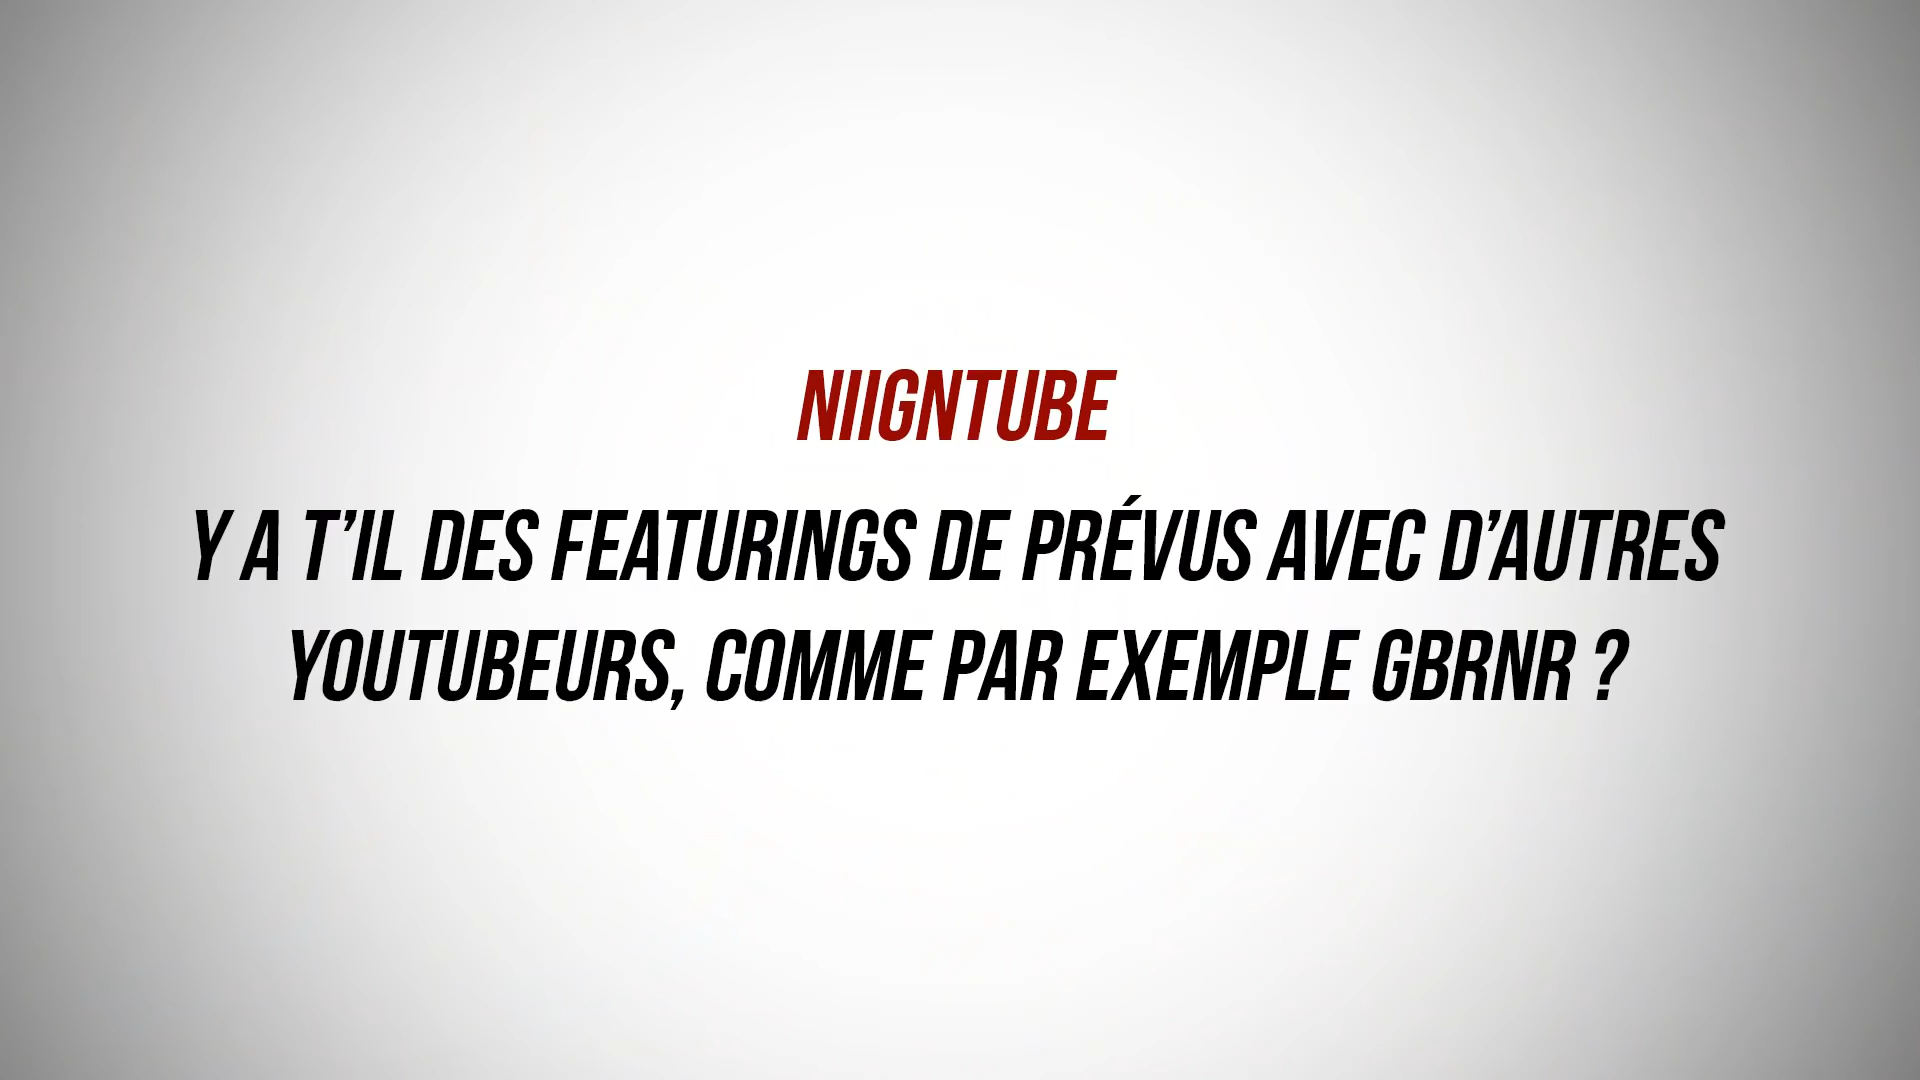 NIIGNTUBE
Y A T’IL DES FEATURINGS DE PRÉVUS AVEC D’AUTRES
YOUTUBEURS, COMME PAR EXEMPLE GBRNR ?